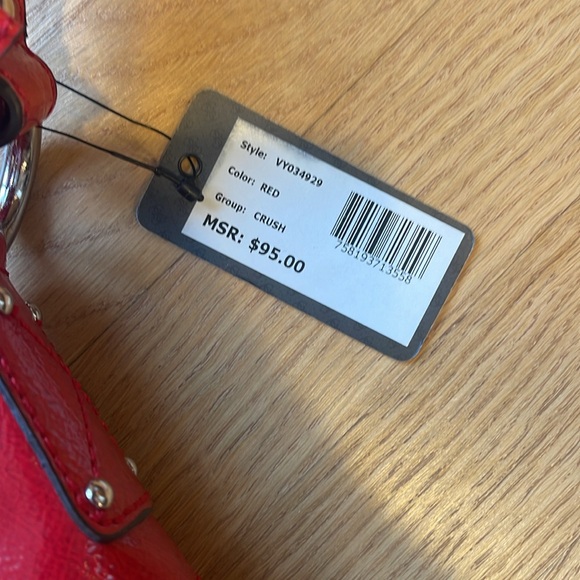 Style: VY034929
Color: RED
Group: CRUSH
MSR: $95.00
758193713558